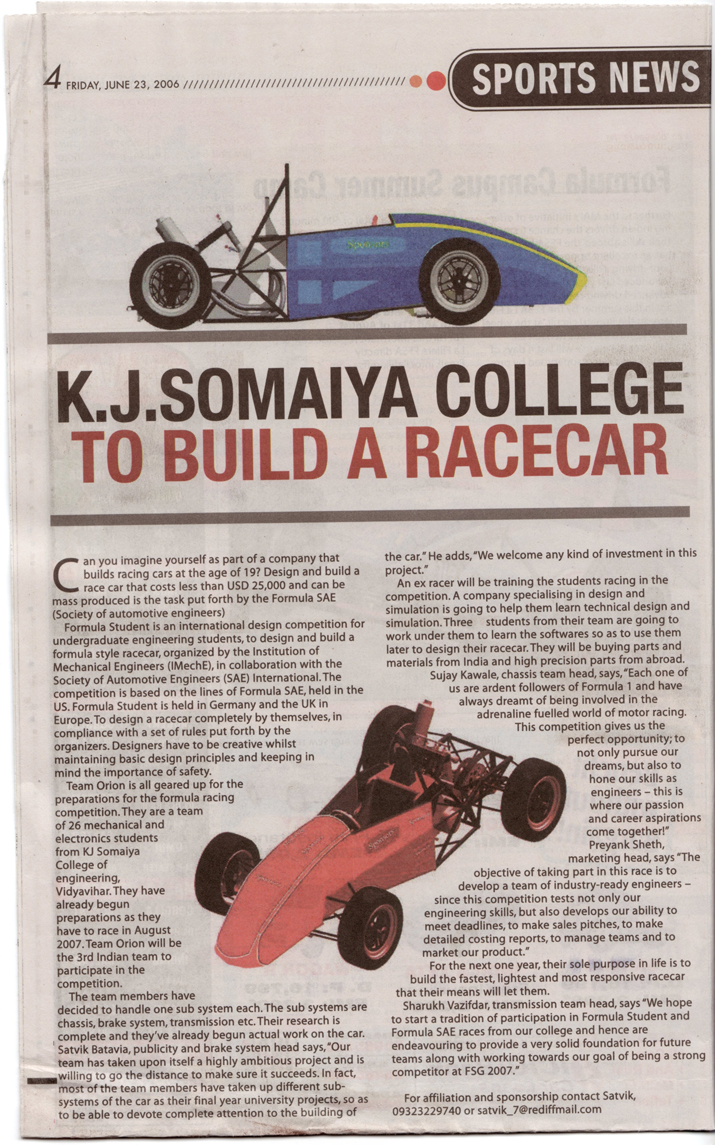 4 FRIDAY, JUNE 23, 2006
SPORTS NEWS
K.J.SOMAIYA COLLEGE
TO BUILD A RACECAR
Can you imagine yourself as part of a company that
builds racing cars at the age of 19? Design and build a
race car that costs less than USD 25,000 and can be
mass produced is the task put forth by the Formula SAE
(Society of automotive engineers)
Formula Student is an international design competition for
undergraduate engineering students, to design and build a
formula style racecar, organized by the Institution of
Mechanical Engineers (IMechE), in collaboration with the
Society of Automotive Engineers (SAE) International. The
competition is based on the lines of Formula SAE, held in the
US. Formula Student is held in Germany and the UK in
Europe. To design a racecar completely by themselves, in
compliance with a set of rules put forth by the
organizers. Designers have to be creative whilst
maintaining basic design principles and keeping in
mind the importance of safety.
Team Orion is all geared up for the
preparations for the formula racing
competition. They are a team
of 26 mechanical and
electronics students
from KJ Somaiya
College of
engineering,
Vidyavihar. They have
already begun
preparations as they
have to race in August
2007. Team Orion will be
the 3rd Indian team to
participate in the
competition.
The team members have
decided to handle one sub system each. The sub systems are
chassis, brake system, transmission etc. Their research is
complete and they've already begun actual work on the car.
Satvik Batavia, publicity and brake system head says, "Our
team has taken upon itself a highly ambitious project and is
willing to go the distance to make sure it succeeds. In fact,
most of the team members have taken up different sub-
systems of the car as their final year university projects, so as
to be able to devote complete attention to the building of
the car." He adds, "We welcome any kind of investment in this
project."
An ex racer will be training the students racing in the
competition. A company specialising in design and
simulation is going to help them learn technical design and
simulation. Three students from their team are going to
work under them to learn the softwares so as to use them
later to design their racecar. They will be buying parts and
materials from India and high precision parts from abroad.
Sujay Kawale, chassis team head, says, "Each one of
us are ardent followers of Formula 1 and have
always dreamt of being involved in the
adrenaline fuelled world of motor racing.
This competition gives us the
perfect opportunity; to
not only pursue our
dreams, but also to
hone our skills as
engineers – this is
where our passion
and career aspirations
come together!"
Preyank Sheth,
marketing head, says "The
objective of taking part in this race is to
develop a team of industry-ready engineers –
since this competition tests not only our
engineering skills, but also develops our ability to
meet deadlines, to make sales pitches, to make
detailed costing reports, to manage teams and to
market our product."
For the next one year, their sole purpose in life is to
build the fastest, lightest and most responsive racecar
that their means will let them.
Sharukh Vazifdar, transmission team head, says "We hope
to start a tradition of participation in Formula Student and
Formula SAE races from our college and hence are
endeavouring to provide a very solid foundation for future
teams along with working towards our goal of being a strong
competitor at FSG 2007."
For affiliation and sponsorship contact Satvik,
09323229740 or satvik_7@rediffmail.com